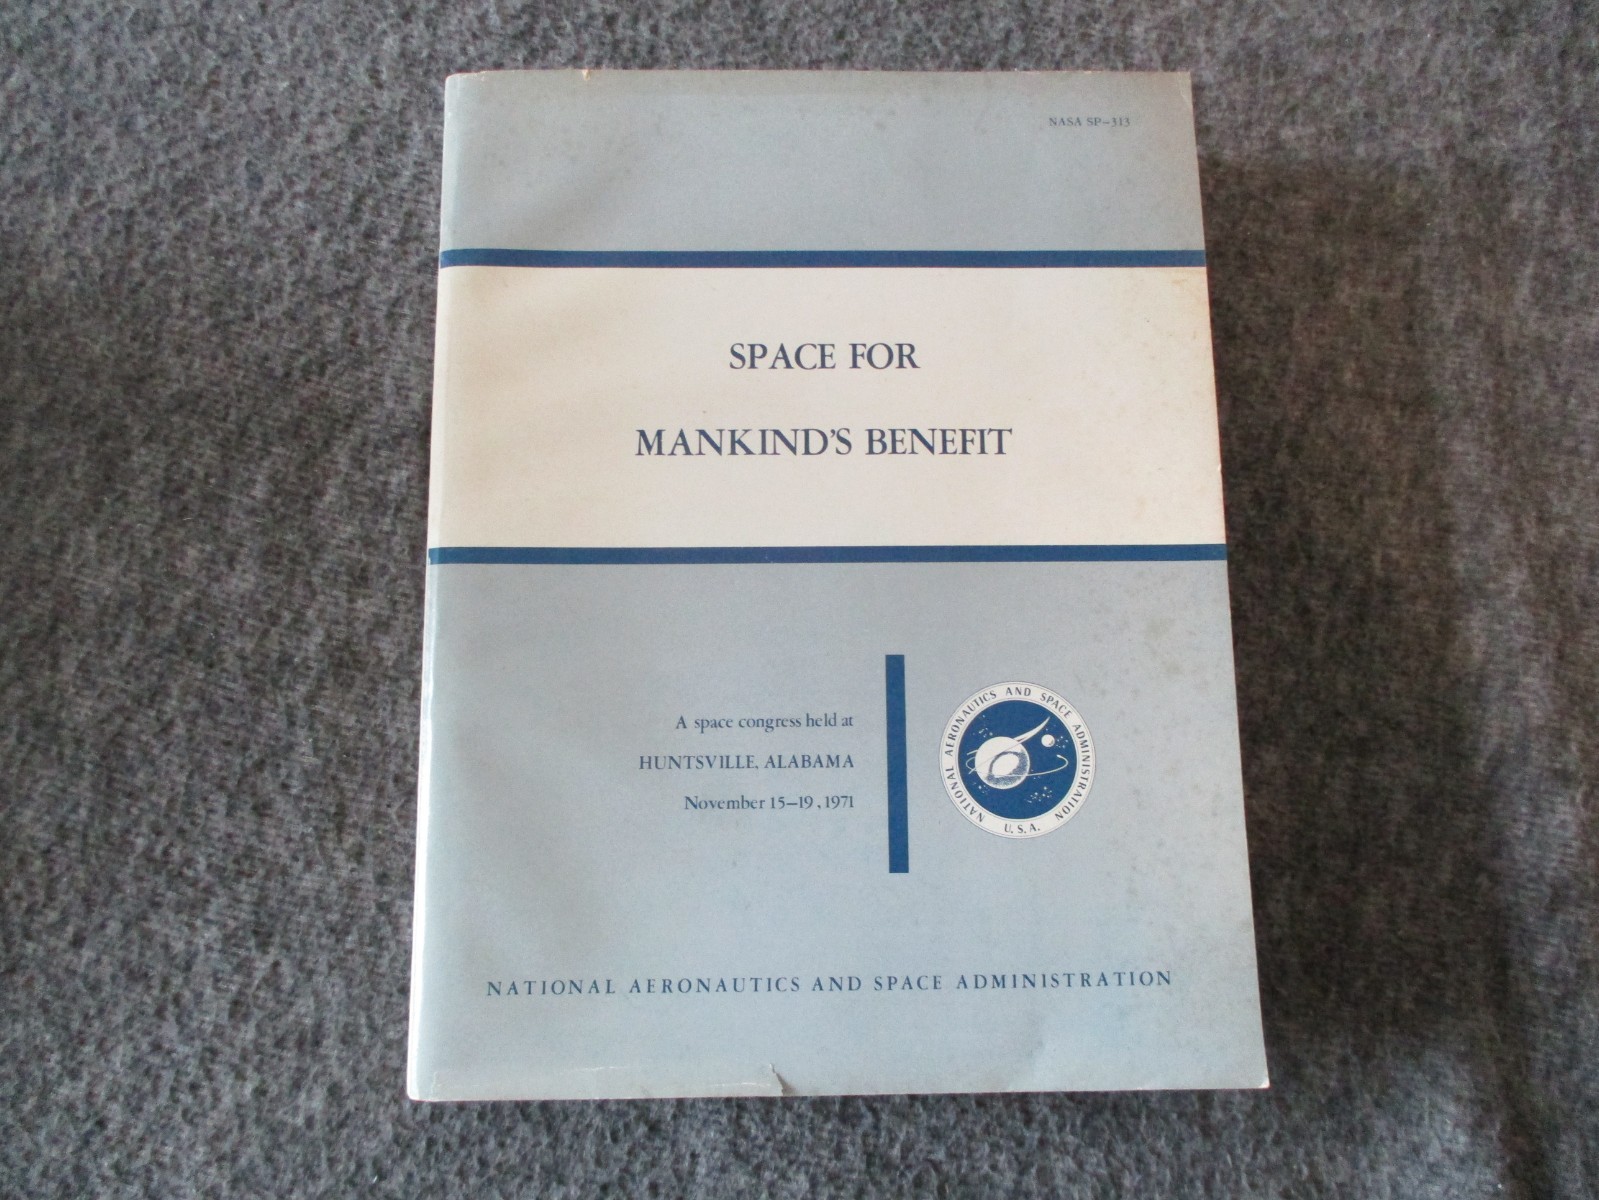 NASA SP-313
SPACE FOR
MANKIND'S BENEFIT
A space congress held at
HUNTSVILLE, ALABAMA
November 15-19, 1971
NATIONAL AERONAUTICS AND SPACE ADMINISTRATION
U.S.A.
NATIONAL AERONAUTICS AND SPACE ADMINISTRATION